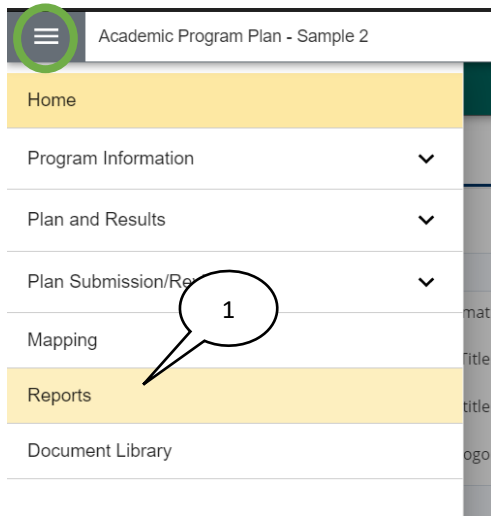 Academic Program Plan - Sample 2
Home
Program Information
Plan and Results
Plan Submission/Re
1
Mapping
Reports
Document Library
mat
Title
title
ogo